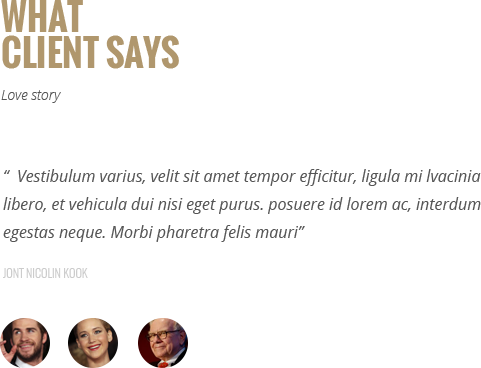 WHAT
CLIENT SAYS
Love story
“ Vestibulum varius, velit sit amet tempor efficitur, ligula mi lvacinia
libero, et vehicula dui nisi eget purus. posuere id lorem ac, interdum
egestas neque. Morbi pharetra felis mauri”
JONT NICOLIN KOOK